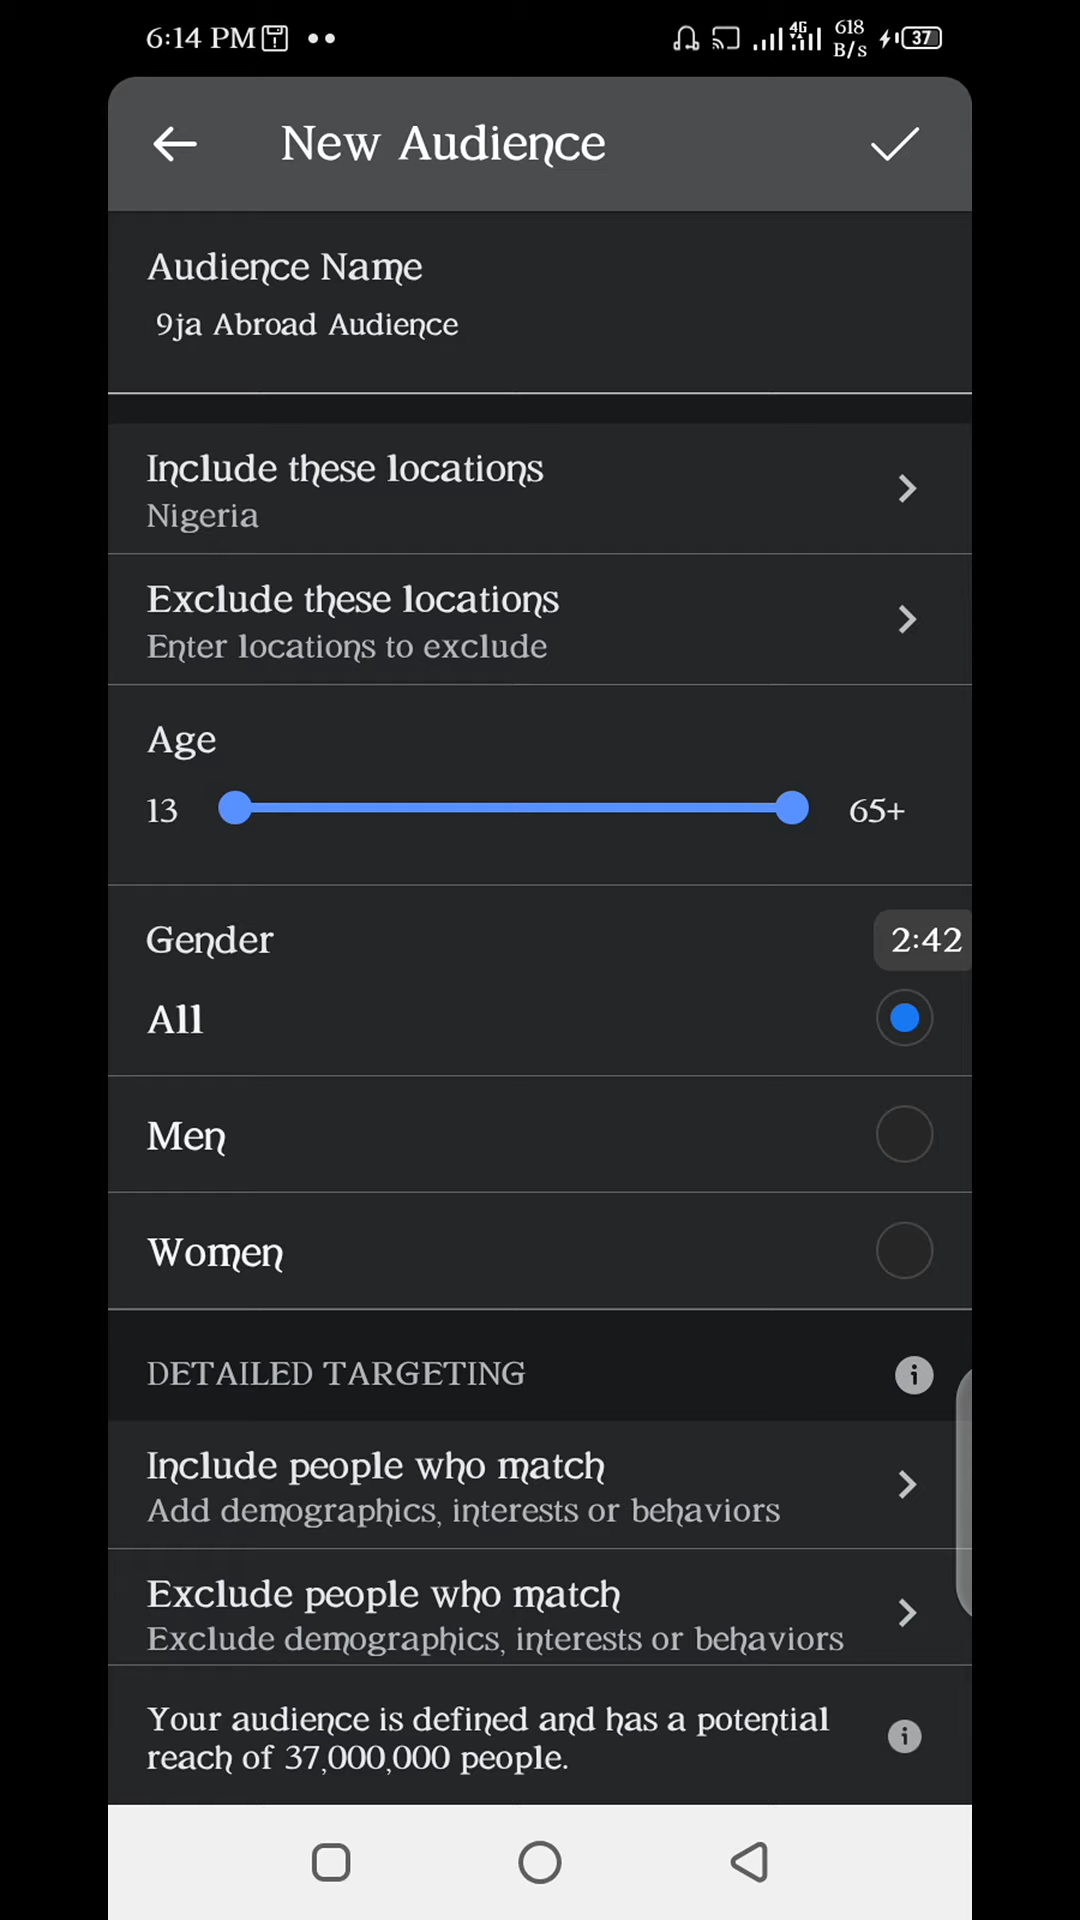 6:14 PM
4G
618
B/s
37
New Audience
Audience Name
9ja Abroad Audience
Include these locations
Nigeria
Exclude these locations
Enter locations to exclude
Age
13
65+
Gender
2:42
All
Men
Women
DETAILED TARGETING
Include people who match
Add demographics, interests or behaviors
Exclude people who match
Exclude demographics, interests or behaviors
Your audience is defined and has a potential
reach of 37,000,000 people.